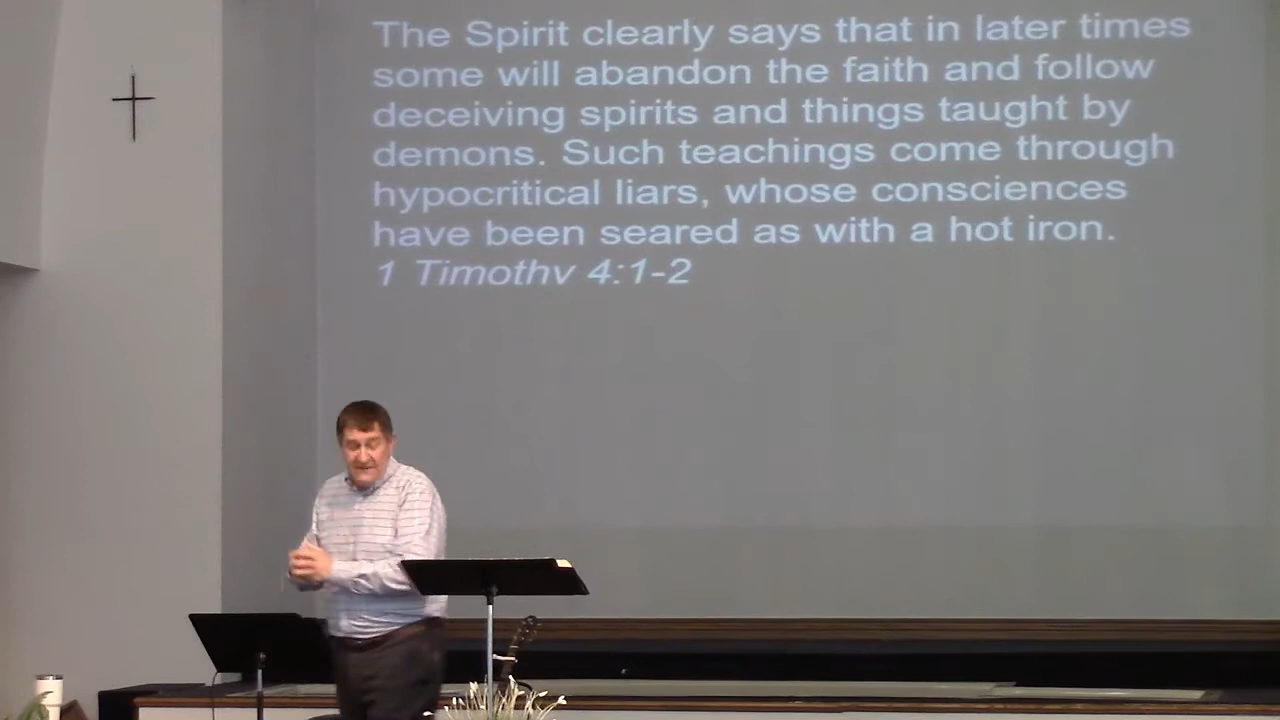 The Spirit clearly says that in later times
some will abandon the faith and follow
deceiving spirits and things taught by
demons. Such teachings come through
hypocritical liars, whose consciences
have been seared as with a hot iron.
1 Timothy 4:1-2